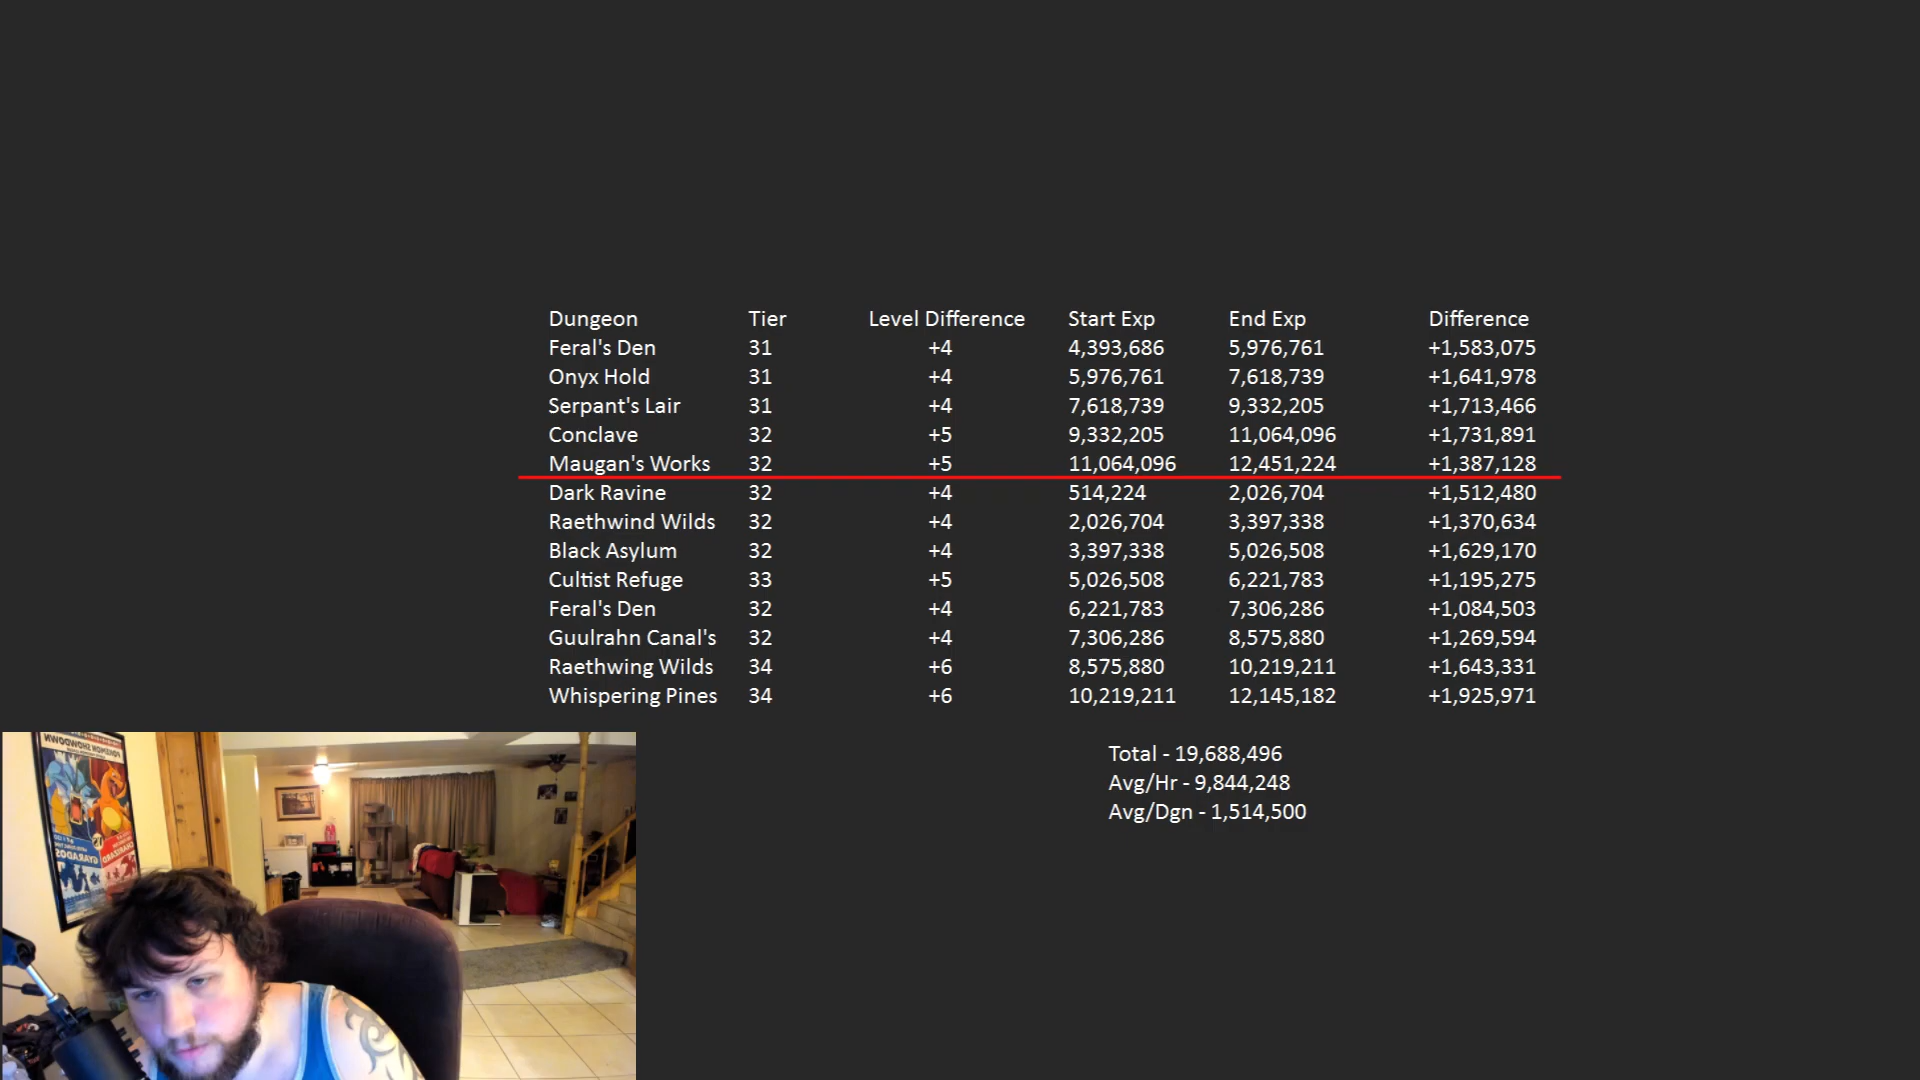 Dungeon Tier Level Difference Start Exp End Exp Difference
Feral's Den 31 +4 4,393,686 5,976,761 +1,583,075
Onyx Hold 31 +4 5,976,761 7,618,739 +1,641,978
Serpant's Lair 31 +4 7,618,739 9,332,205 +1,713,466
Conclave 32 +5 9,332,205 11,064,096 +1,731,891
Maugan's Works 32 +5 11,064,096 12,451,224 +1,387,128
Dark Ravine 32 +4 514,224 2,026,704 +1,512,480
Raethwind Wilds 32 +4 2,026,704 3,397,338 +1,370,634
Black Asylum 32 +4 3,397,338 5,026,508 +1,629,170
Cultist Refuge 33 +5 5,026,508 6,221,783 +1,195,275
Feral's Den 32 +4 6,221,783 7,306,286 +1,084,503
Guulrahn Canal's 32 +4 7,306,286 8,575,880 +1,269,594
Raethwing Wilds 34 +6 8,575,880 10,219,211 +1,643,331
Whispering Pines 34 +6 10,219,211 12,145,182 +1,925,971
Total - 19,688,496
Avg/Hr - 9,844,248
Avg/Dgn - 1,514,500
POKEMON SHOWDOWN
GYARADOS
CHARIZARD